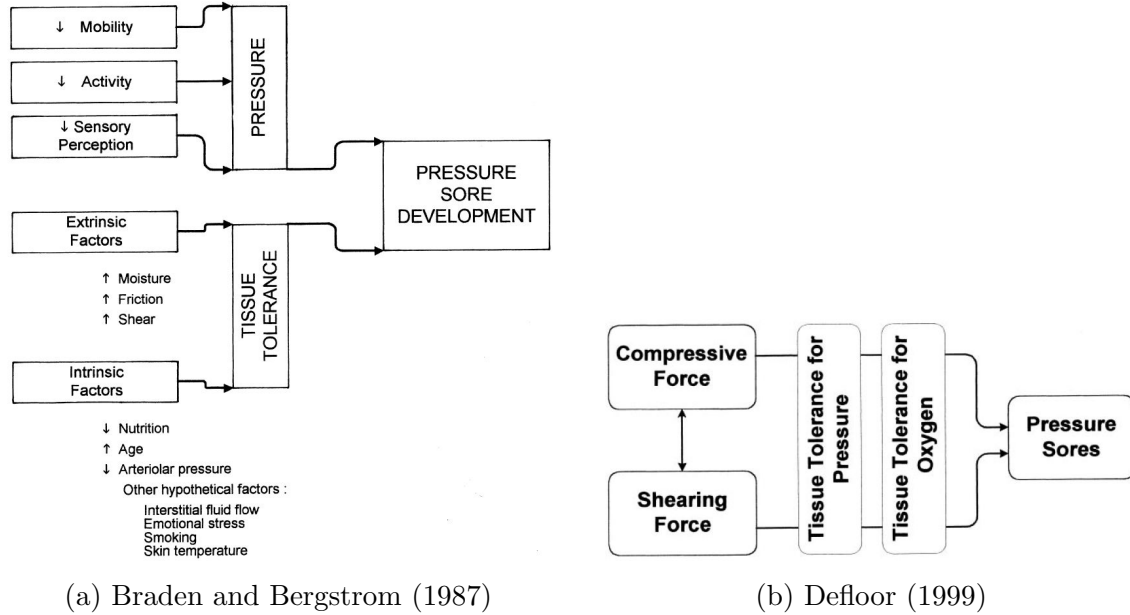 ↓ Mobility
↓ Activity
↓ Sensory
Perception
PRESSURE
Extrinsic
Factors
↑ Moisture
↑ Friction
↑ Shear
TISSUE
TOLERANCE
Intrinsic
Factors
↓ Nutrition
↑ Age
↓ Arteriolar pressure
Other hypothetical factors :
Interstitial fluid flow
Emotional stress
Smoking
Skin temperature
PRESSURE
SORE
DEVELOPMENT
(a) Braden and Bergstrom (1987)
Compressive
Force
Shearing
Force
Tissue Tolerance for
Pressure
Tissue Tolerance for
Oxygen
Pressure
Sores
(b) Defloor (1999)